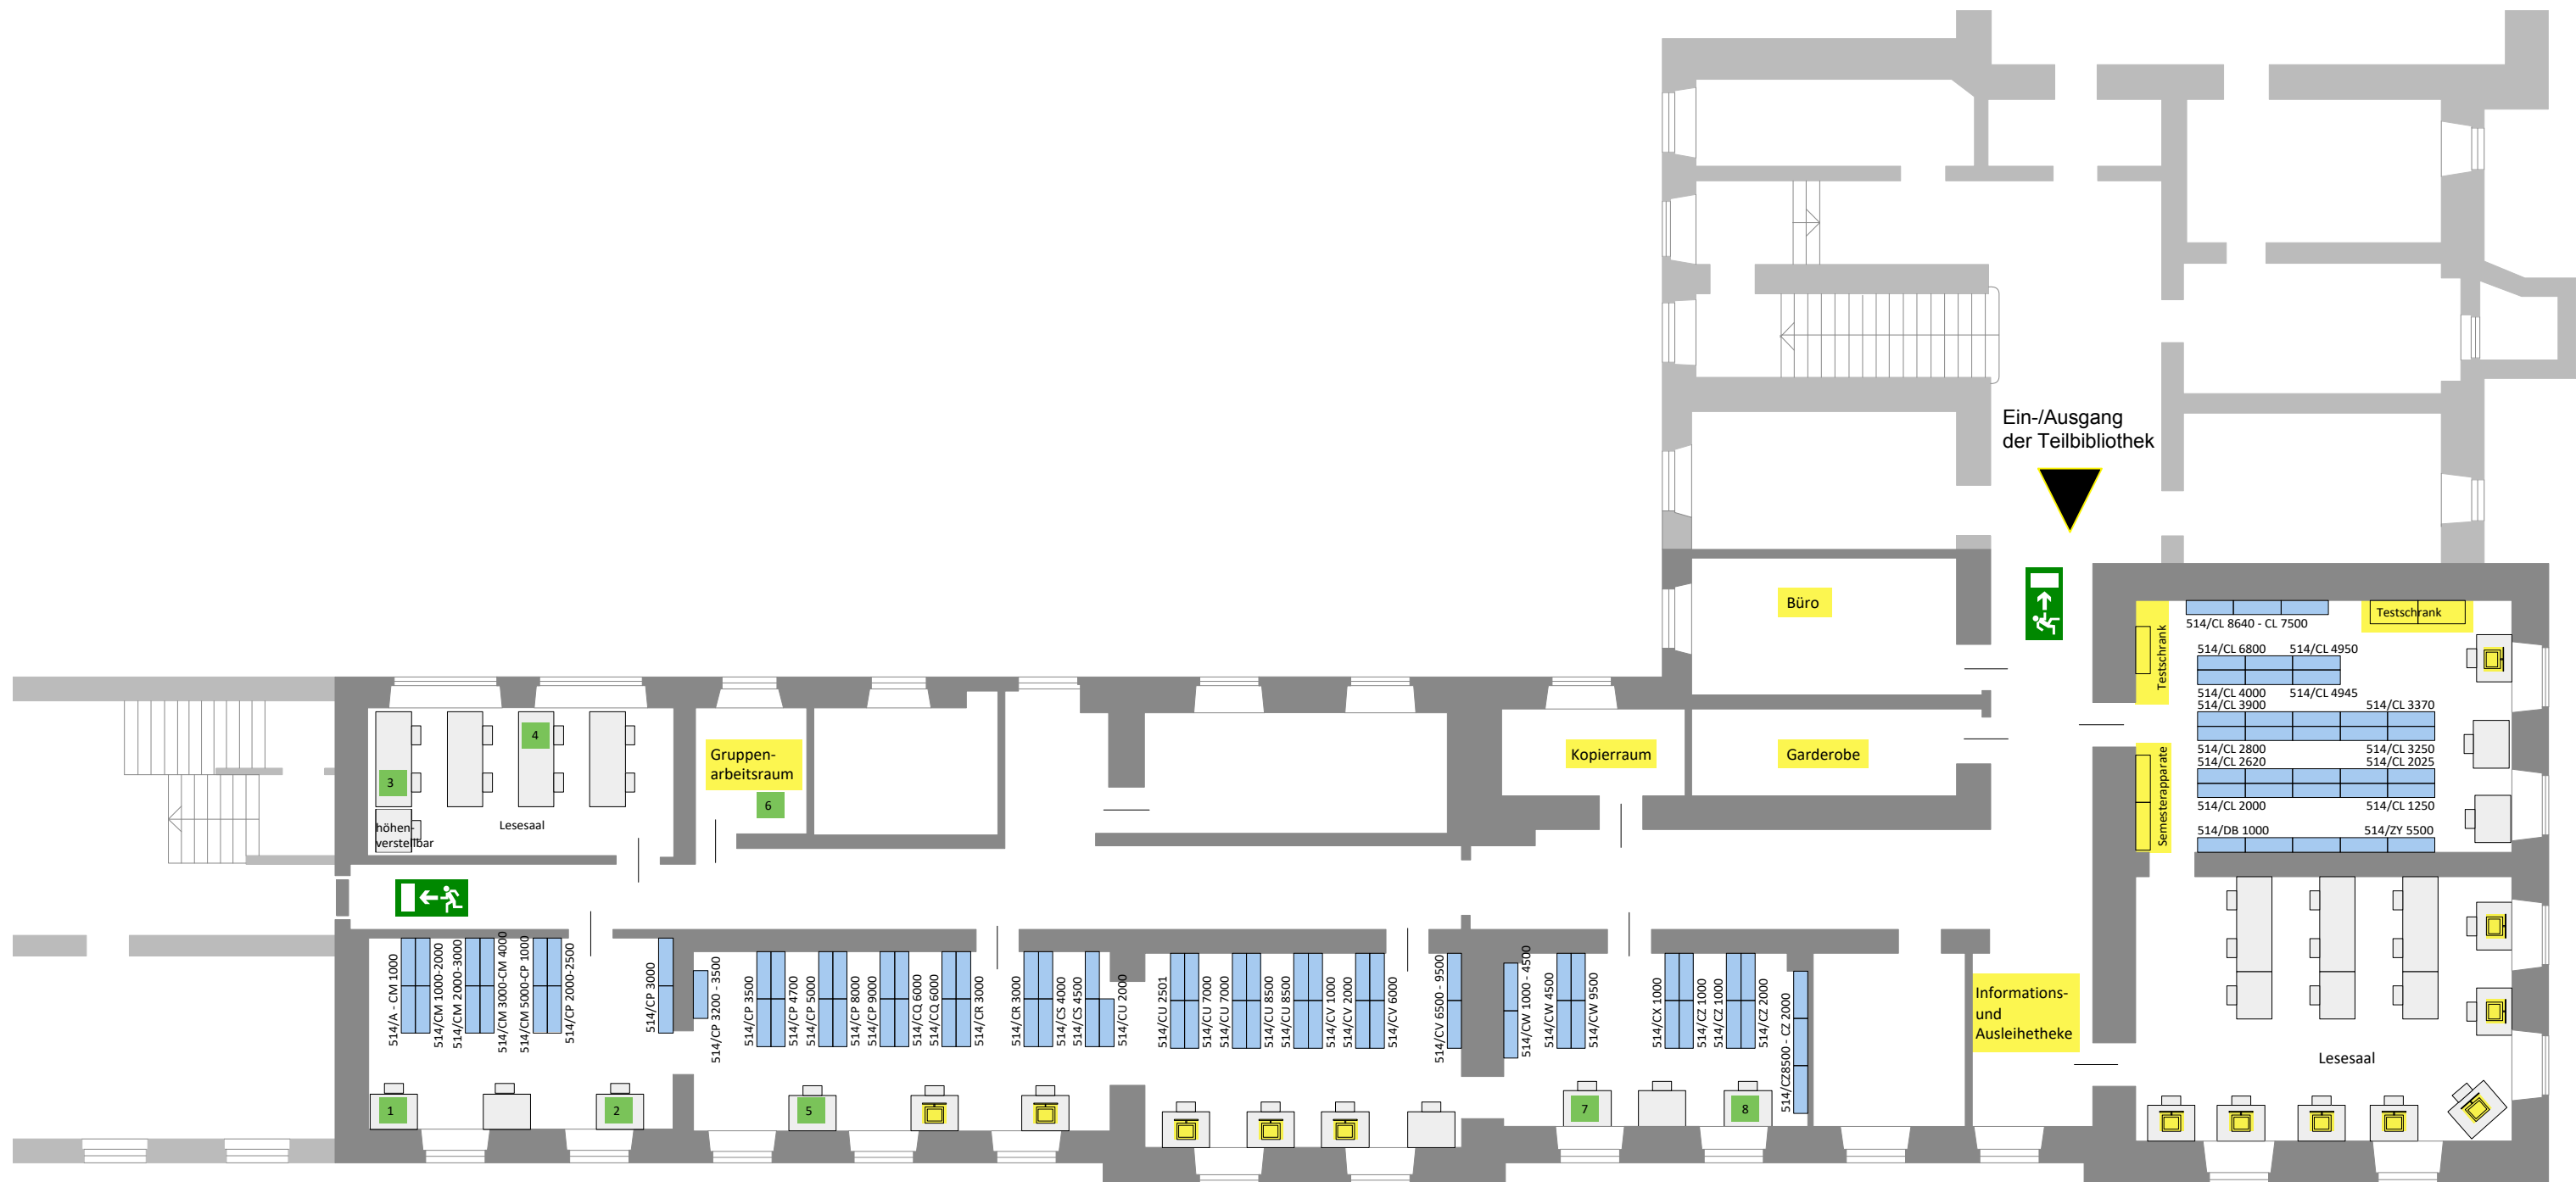 Ein-/Ausgang
der Teilbibliothek
Büro
Testschrank
514/CL 8640 - CL 7500
Testschrank
514/CL 6800
514/CL 4950
514/CL 4000
514/CL 4945
514/CL 3900
514/CL 3370
514/CL 2800
514/CL 3250
514/CL 2620
514/CL 2025
514/CL 2000
514/CL 1250
514/DB 1000
514/ZY 5500
Semesterapparate
4
3
höhen-
verstellbar
Lesesaal
Gruppen-
arbeitsraum
6
Kopierraum
Garderobe
514/A - CM 1000
514/CM 1000-2000
514/CM 2000-3000
514/CM 3000-CM 4000
514/CM 5000-CP 1000
514/CP 2000-2500
514/CP 3000
514/CP 3200 - 3500
514/CP 3500
514/CP 4700
514/CP 5000
514/CP 8000
514/CP 9000
514/CQ 6000
514/CQ 6000
514/CR 3000
514/CR 3000
514/CS 4000
514/CS 4500
514/CU 2000
514/CU 2501
514/CU 7000
514/CU 7000
514/CU 8500
514/CU 8500
514/CV 1000
514/CV 2000
514/CV 6000
514/CV 6500 - 9500
514/CW 1000 - 4500
514/CW 4500
514/CW 9500
514/CX 1000
514/CZ 1000
514/CZ 1000
514/CZ 2000
514/CZ8500 - CZ 2000
Informations-
und
Ausleihetheke
Lesesaal
1
2
5
7
8